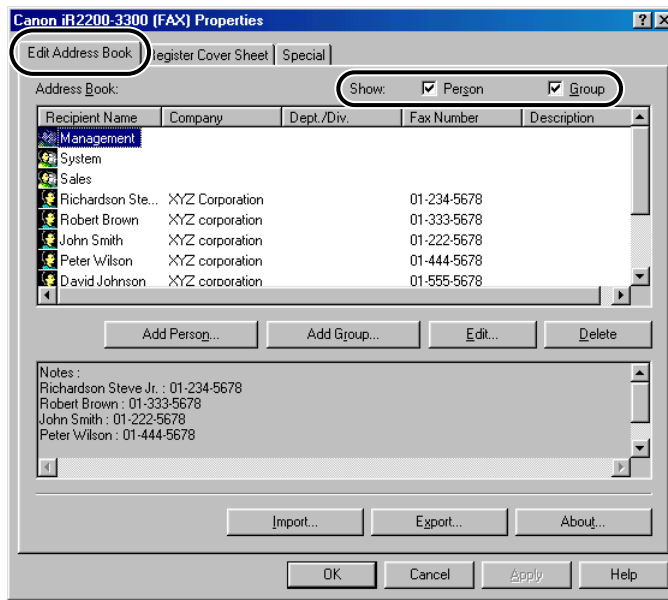 Canon iR2200-3300 (FAX) Properties
Edit Address Book Register Cover Sheet Special
Address Book: Show: Person Group
Recipient Name Company Dept./Div. Fax Number Description
Management
System
Sales
Richardson Ste... XYZ Corporation 01-234-5678
Robert Brown XYZ corporation 01-333-5678
John Smith XYZ corporation 01-222-5678
Peter Wilson XYZ corporation 01-444-5678
David Johnson XYZ corporation 01-555-5678
Add Person... Add Group... Edit... Delete
Notes :
Richardson Steve Jr. : 01-234-5678
Robert Brown : 01-333-5678
John Smith : 01-222-5678
Peter Wilson : 01-444-5678
Import... Export... About...
OK Cancel Apply Help